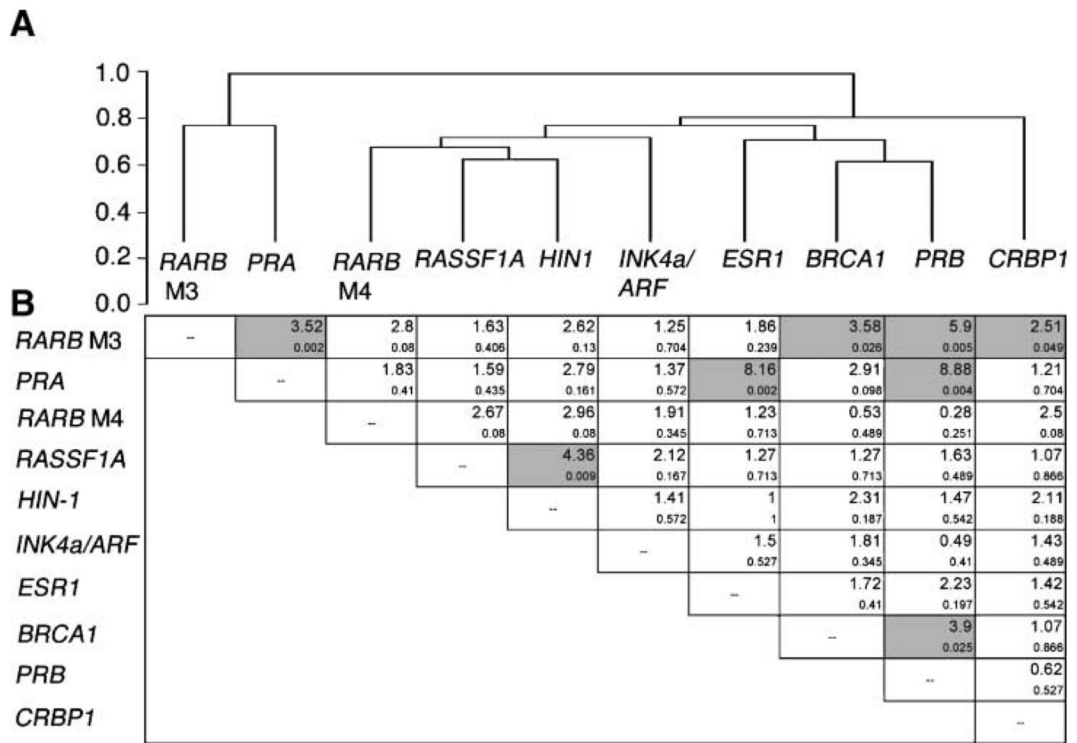 A
1.0
0.8
0.6
0.4
0.2
0.0
RARB M3
PRA
RARB M4
RASSF1A
HIN1
INK4a/ARF
ESR1
BRCA1
PRB
CRBP1
B
RARB M3 -- 3.52 2.8 1.63 2.62 1.25 1.86 3.58 5.9 2.51
0.002 0.08 0.406 0.13 0.704 0.239 0.026 0.005 0.049
PRA -- 1.83 1.59 2.79 1.37 8.16 2.91 8.88 1.21
0.41 0.435 0.161 0.572 0.002 0.098 0.004 0.704
RARB M4 -- 2.67 2.96 1.91 1.23 0.53 0.28 2.5
0.08 0.08 0.345 0.713 0.489 0.251 0.08
RASSF1A -- 4.36 2.12 1.27 1.27 1.63 1.07
0.009 0.167 0.713 0.713 0.489 0.866
HIN-1 -- 1.41 1 2.31 1.47 2.11
0.572 1 0.187 0.542 0.188
INK4a/ARF -- 1.5 1.81 0.49 1.43
0.527 0.345 0.41 0.489
ESR1 -- 1.72 2.23 1.42
0.41 0.197 0.542
BRCA1 -- 3.9 1.07
0.025 0.866
PRB -- 0.62
0.527
CRBP1 --